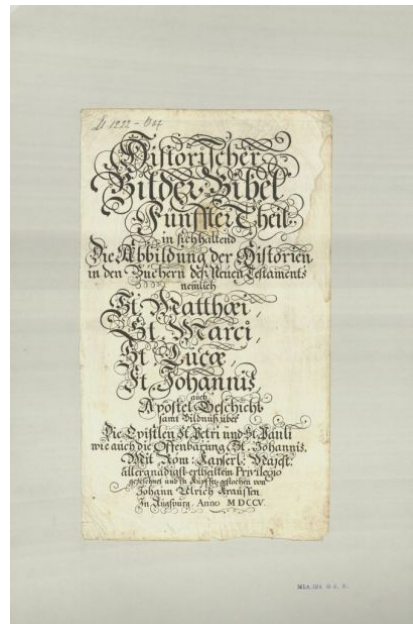 Historischer
Bilder-Bibel
Fünffter Theil
in sich haltend
Die Abbildung der Historien
in den Büchern deß Neuen Testaments
nemlich
St. Matthæi,
St. Marci,
St. Lucæ,
St. Johannis,
auch
Apostel-Geschicht,
samt Bildnuß über
Die Epistlen St. Petri und St. Pauli
wie auch die Offenbarung St. Johannis.
Mit Röm: Kayserl: Majest:
allergnädigst-ertheiltem Privilegio
gezeichnet und in Kupffer gestochen von
Johann Ulrich Kraussen
In Augspurg. Anno MDCCV.